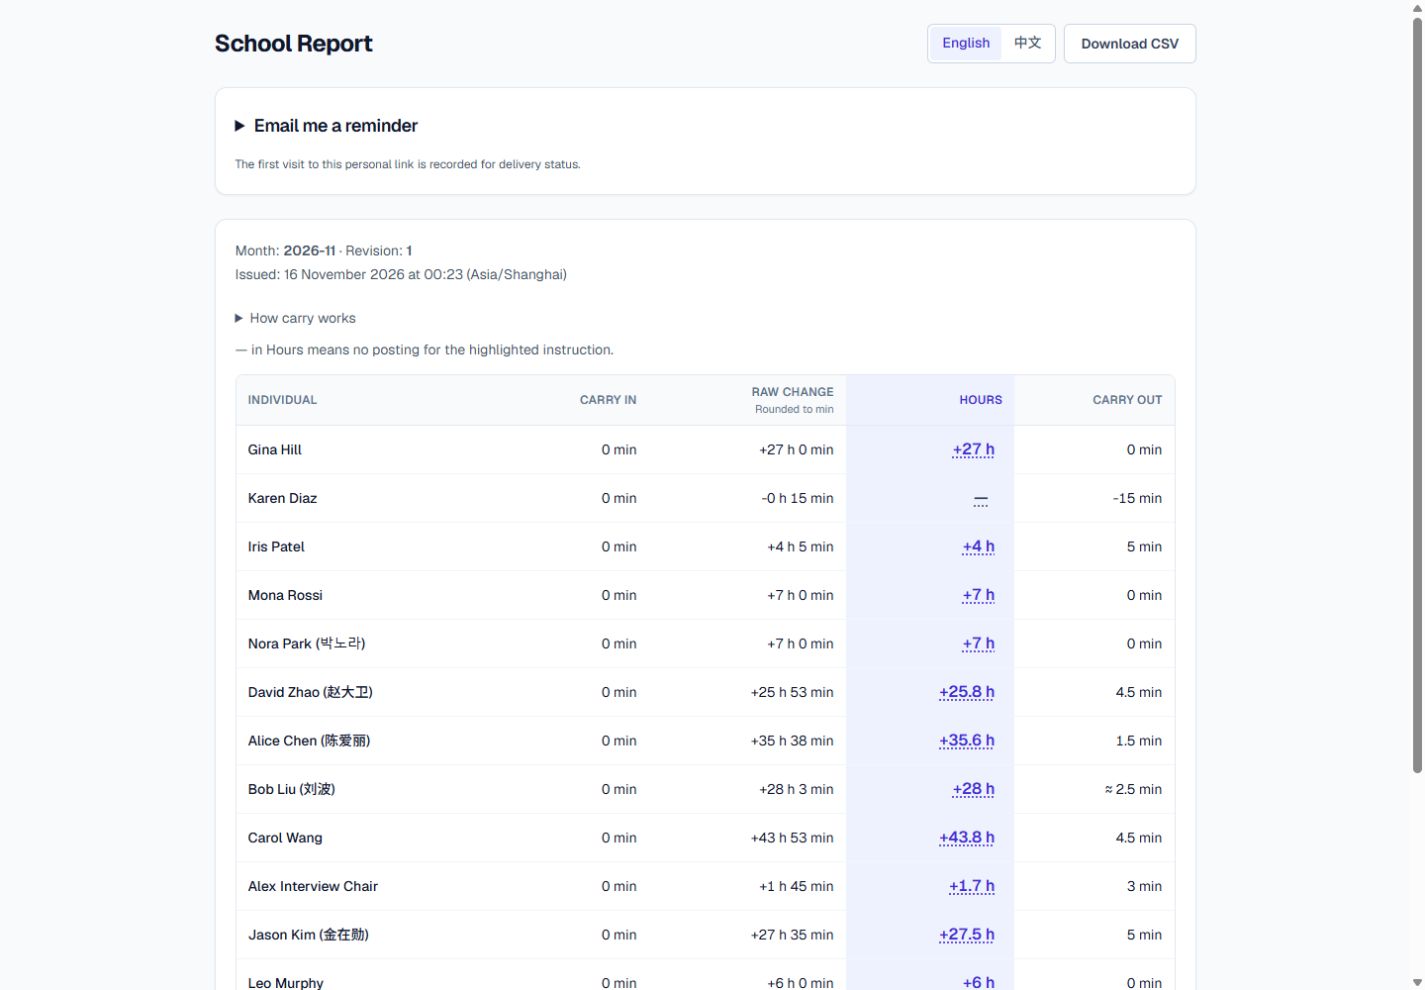 School Report
English 中文 Download CSV
Email me a reminder
The first visit to this personal link is recorded for delivery status.
Month: 2026-11 · Revision: 1
Issued: 16 November 2026 at 00:23 (Asia/Shanghai)
How carry works
— in Hours means no posting for the highlighted instruction.
INDIVIDUAL CARRY IN RAW CHANGE Rounded to min HOURS CARRY OUT
Gina Hill 0 min +27 h 0 min +27 h 0 min
Karen Diaz 0 min -0 h 15 min — -15 min
Iris Patel 0 min +4 h 5 min +4 h 5 min
Mona Rossi 0 min +7 h 0 min +7 h 0 min
Nora Park (박노라) 0 min +7 h 0 min +7 h 0 min
David Zhao (赵大卫) 0 min +25 h 53 min +25.8 h 4.5 min
Alice Chen (陈爱丽) 0 min +35 h 38 min +35.6 h 1.5 min
Bob Liu (刘波) 0 min +28 h 3 min +28 h ≈ 2.5 min
Carol Wang 0 min +43 h 53 min +43.8 h 4.5 min
Alex Interview Chair 0 min +1 h 45 min +1.7 h 3 min
Jason Kim (金在勋) 0 min +27 h 35 min +27.5 h 5 min
Leo Murphy 0 min +6 h 0 min +6 h 0 min